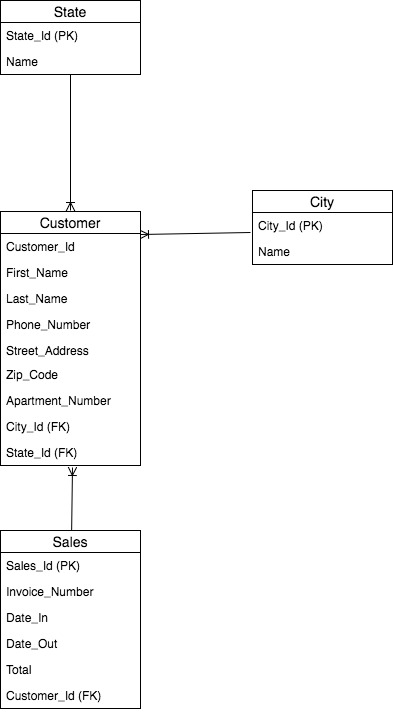 State
State_Id (PK)
Name
City
City_Id (PK)
Name
Customer
Customer_Id
First_Name
Last_Name
Phone_Number
Street_Address
Zip_Code
Apartment_Number
City_Id (FK)
State_Id (FK)
Sales
Sales_Id (PK)
Invoice_Number
Date_In
Date_Out
Total
Customer_Id (FK)